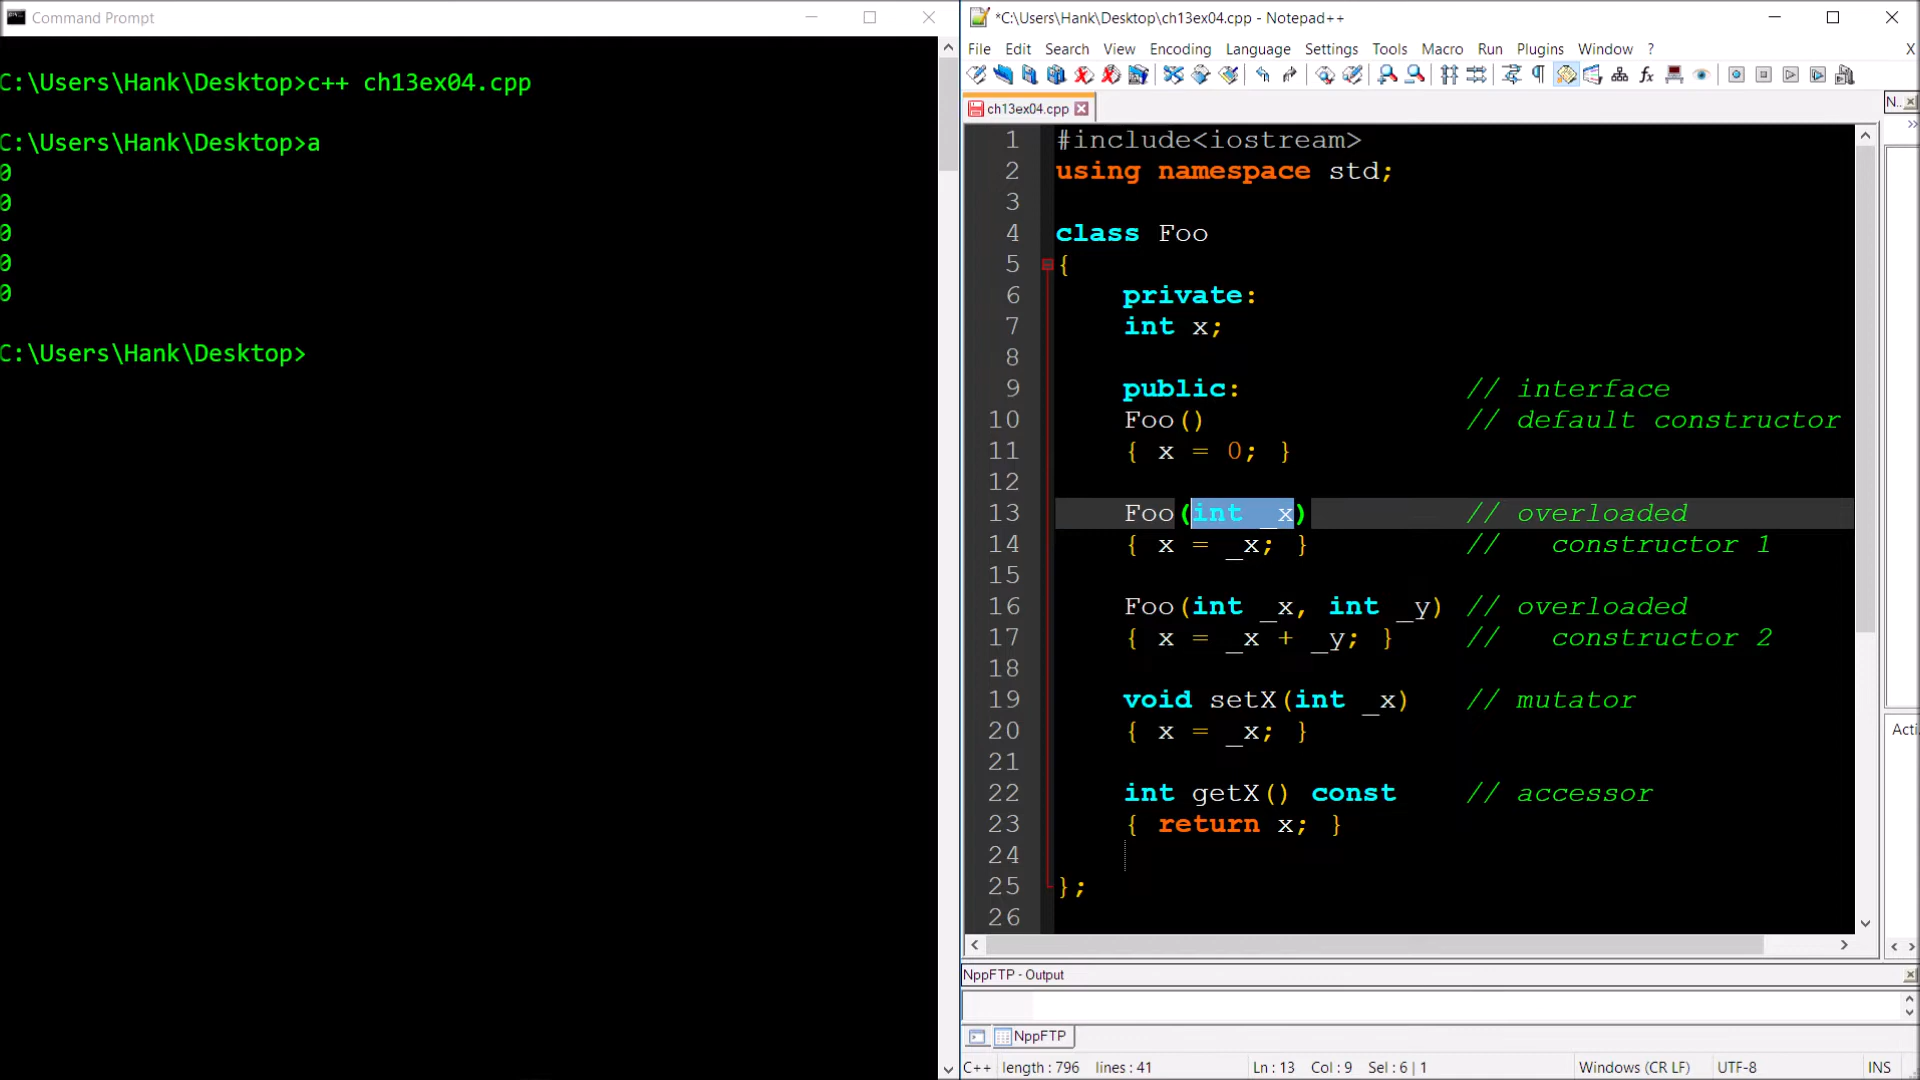 Command Prompt
C:\Users\Hank\Desktop>c++ ch13ex04.cpp
C:\Users\Hank\Desktop>a
0
0
0
0
0
C:\Users\Hank\Desktop>
*C:\Users\Hank\Desktop\ch13ex04.cpp - Notepad++
File Edit Search View Encoding Language Settings Tools Macro Run Plugins Window ? X
ch13ex04.cpp
N..
1 #include<iostream>
2 using namespace std;
3
4 class Foo
5 {
6 private:
7 int x;
8
9 public: // interface
10 Foo() // default constructor
11 { x = 0; }
12
13 Foo(int _x) // overloaded
14 { x = _x; } // constructor 1
15
16 Foo(int _x, int _y) // overloaded
17 { x = _x + _y; } // constructor 2
18
19 void setX(int _x) // mutator
20 { x = _x; }
21
22 int getX() const // accessor
23 { return x; }
24
25 };
26
Acti.
NppFTP - Output
NppFTP
C++ length : 796 lines : 41 Ln : 13 Col : 9 Sel : 6 | 1 Windows (CR LF) UTF-8 INS